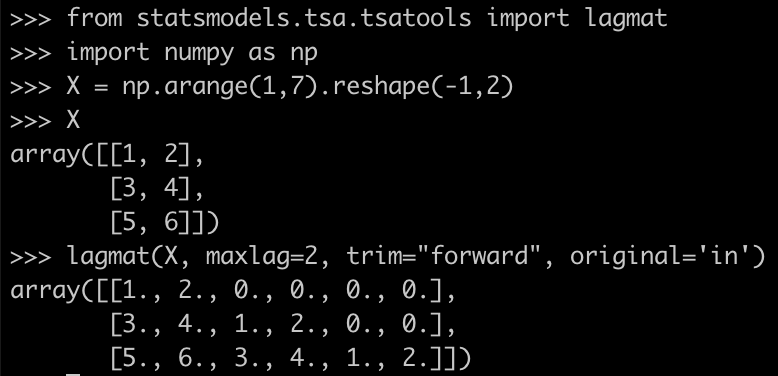 >>> from statsmodels.tsa.tsatools import lagmat
>>> import numpy as np
>>> X = np.arange(1,7).reshape(-1,2)
>>> X
array([[1, 2],
       [3, 4],
       [5, 6]])
>>> lagmat(X, maxlag=2, trim="forward", original='in')
array([[1., 2., 0., 0., 0., 0.],
       [3., 4., 1., 2., 0., 0.],
       [5., 6., 3., 4., 1., 2.]])